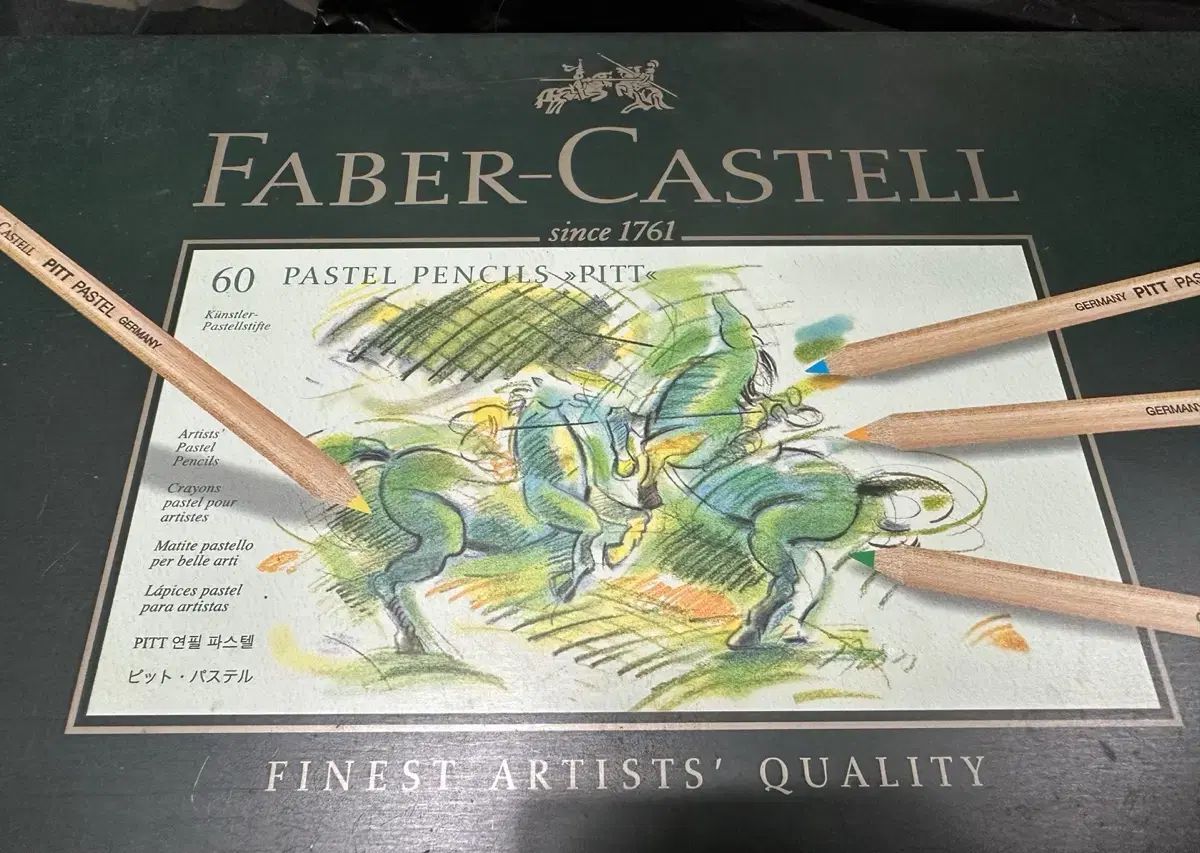 FABER-CASTELL
since 1761
60 PASTEL PENCILS »PITT«
Künstler-
Pastellstifte
Artists'
Pastel
Pencils
Crayons
pastel pour
artistes
Matite pastello
per belle arti
Lápices pastel
para artistas
PITT 연필 파스텔
ピット・パステル
CASTELL PITT PASTEL GERMANY
GERMANY PITT PAS
GERMANY
FINEST ARTISTS' QUALITY